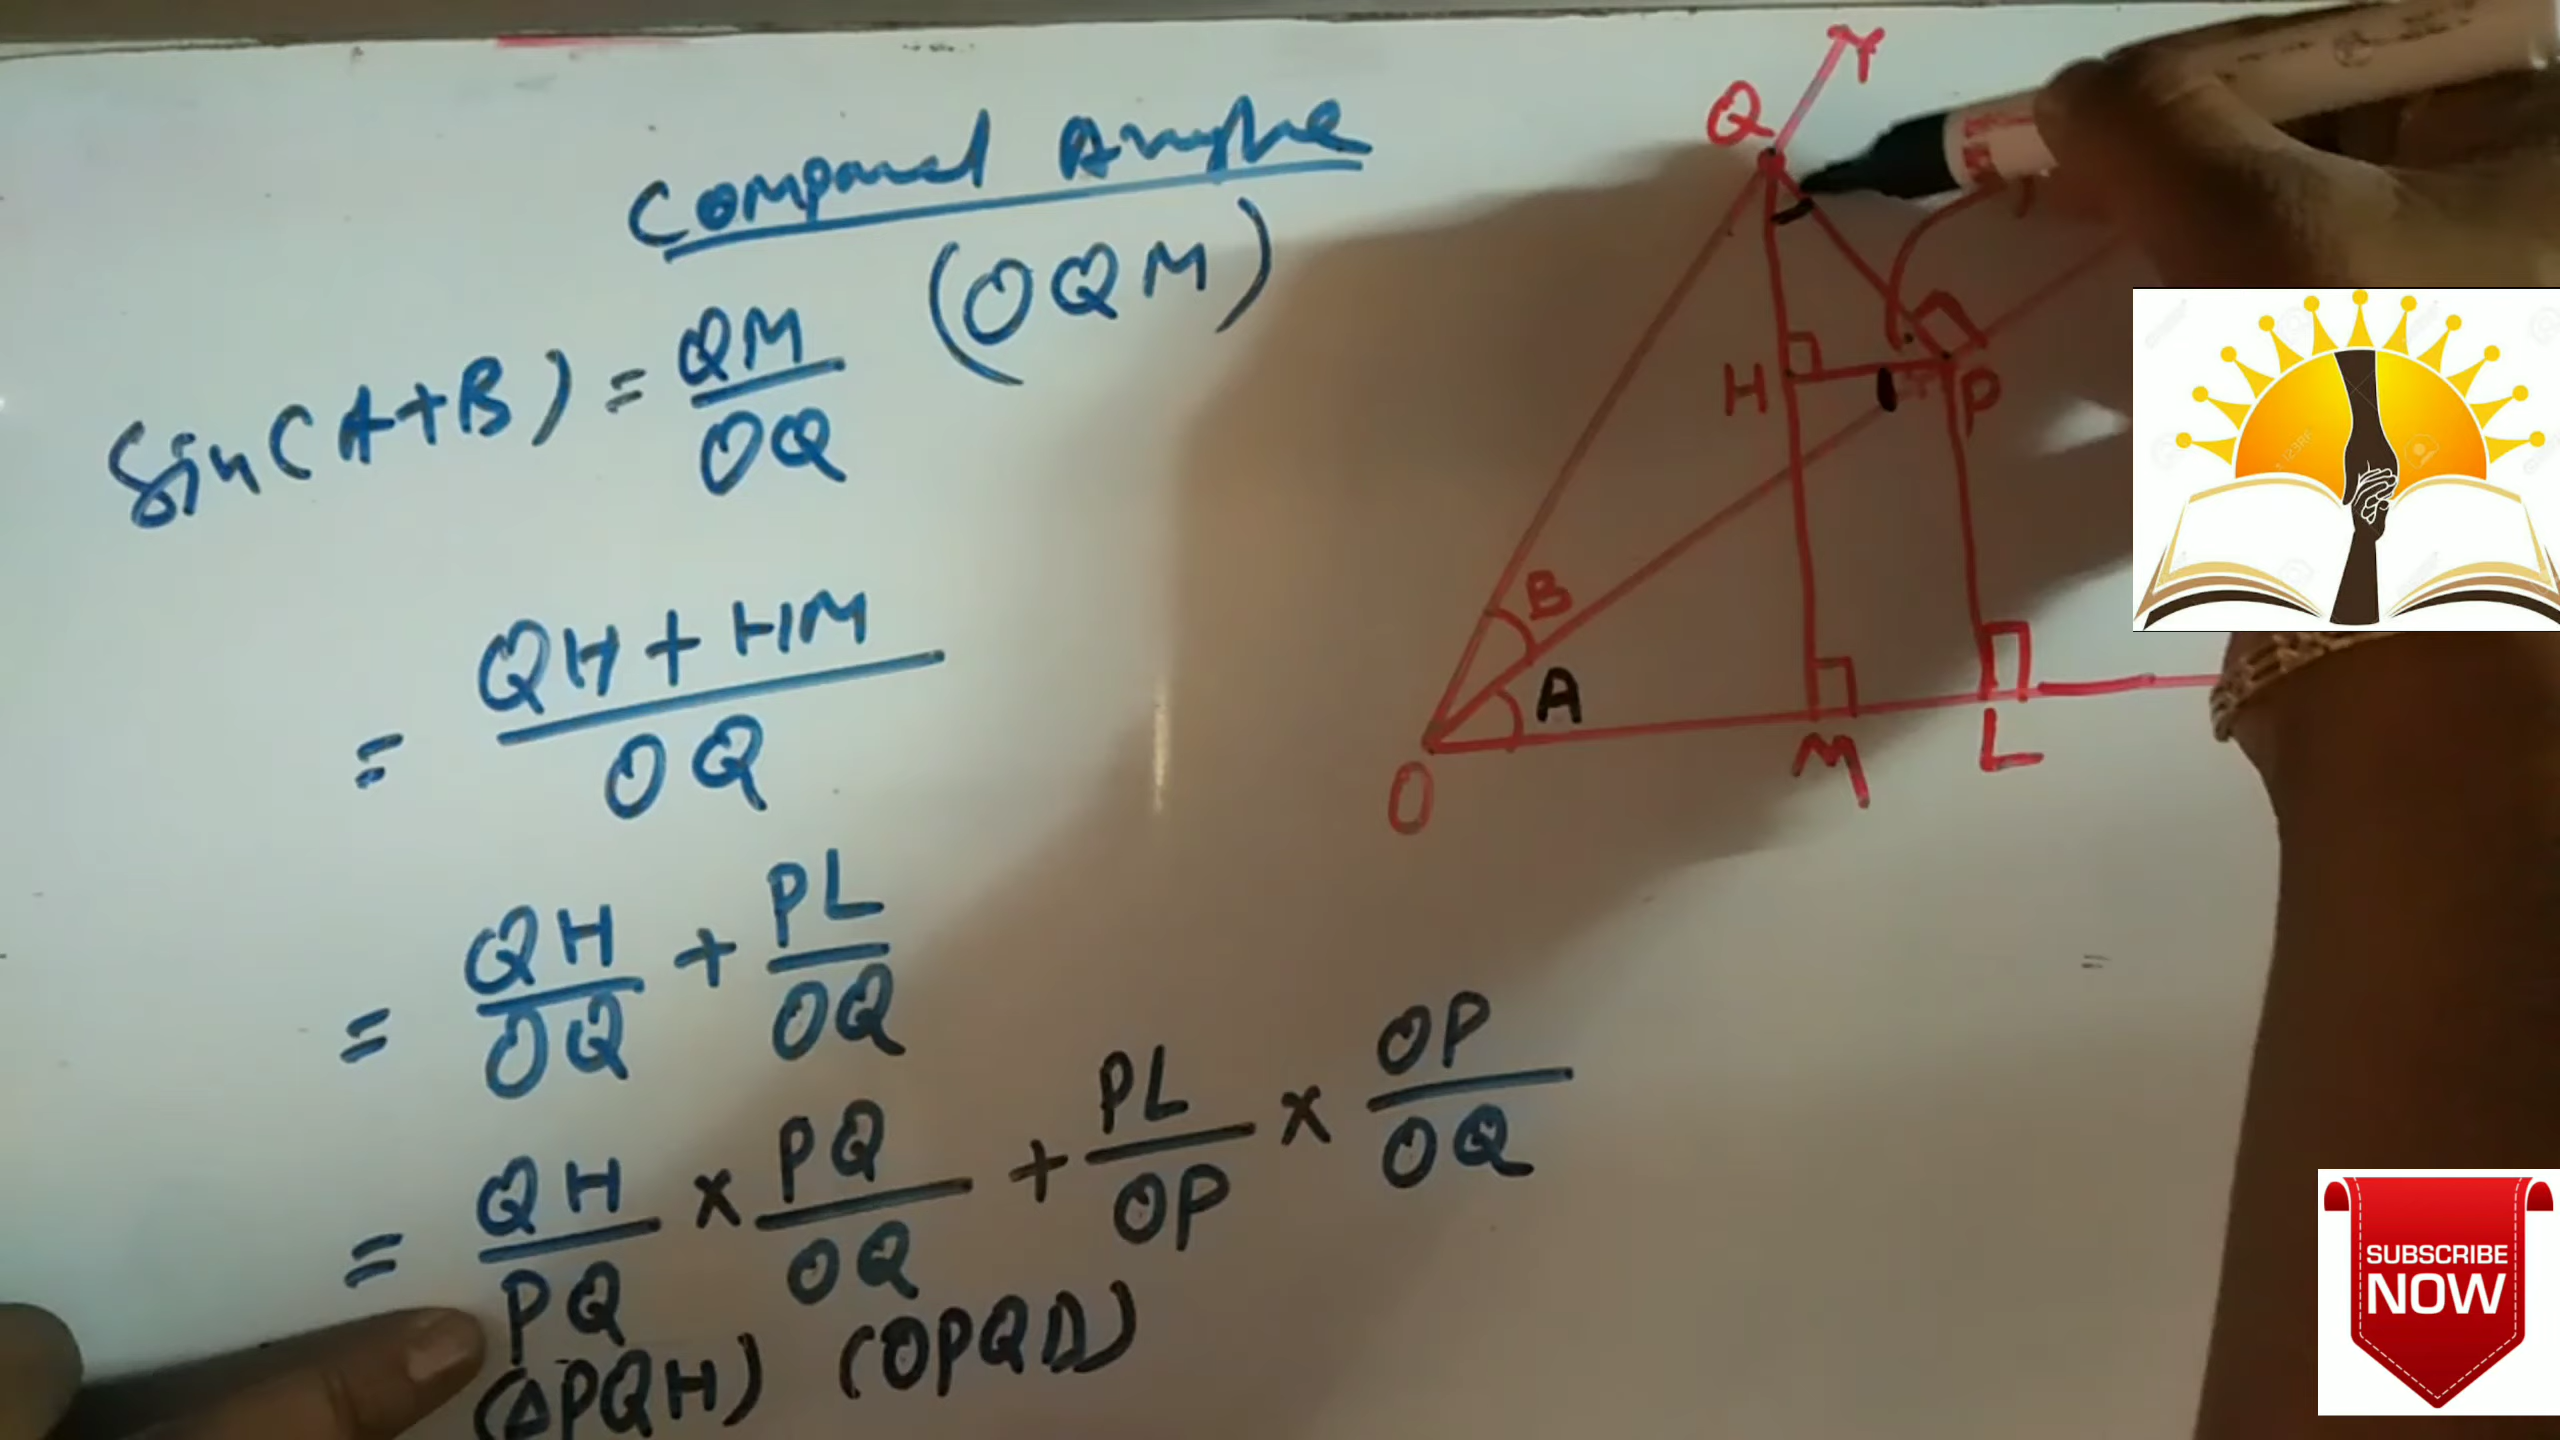 Compound Angle
Sin(A+B) = QM/OQ (OQM)
= QH+HM/OQ
= QH/OQ + PL/OQ
= QH/PQ × PQ/OQ + PL/OP × OP/OQ
(ΔPQH) (OPQΔ)
Y
Q
H
P
B
A
O
M
L
SUBSCRIBE
NOW